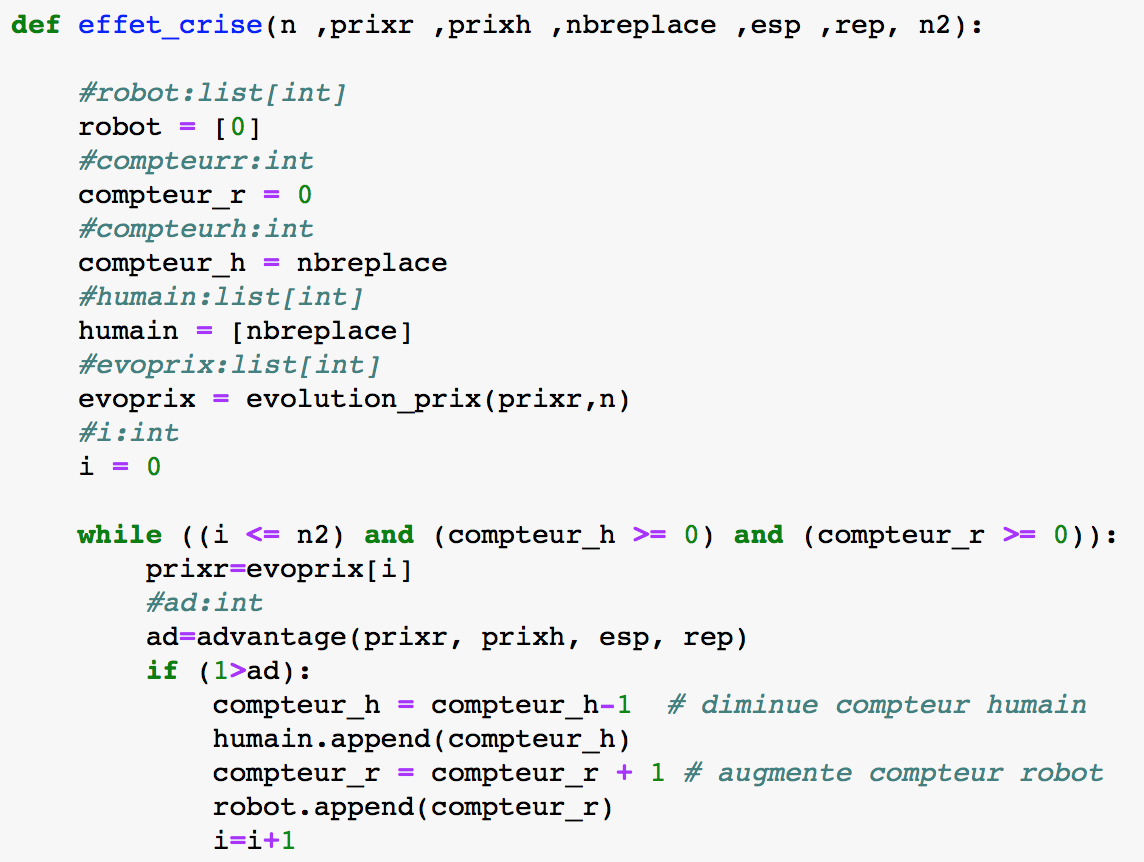 def effet_crise(n ,prixr ,prixh ,nbreplace ,esp ,rep, n2):
#robot:list[int]
robot = [0]
#compteurr:int
compteur_r = 0
#compteurh:int
compteur_h = nbreplace
#humain:list[int]
humain = [nbreplace]
#evoprix:list[int]
evoprix = evolution_prix(prixr,n)
#i:int
i = 0
while ((i <= n2) and (compteur_h >= 0) and (compteur_r >= 0)):
prixr=evoprix[i]
#ad:int
ad=advantage(prixr, prixh, esp, rep)
if (1>ad):
compteur_h = compteur_h-1  # diminue compteur humain
humain.append(compteur_h)
compteur_r = compteur_r + 1 # augmente compteur robot
robot.append(compteur_r)
i=i+1